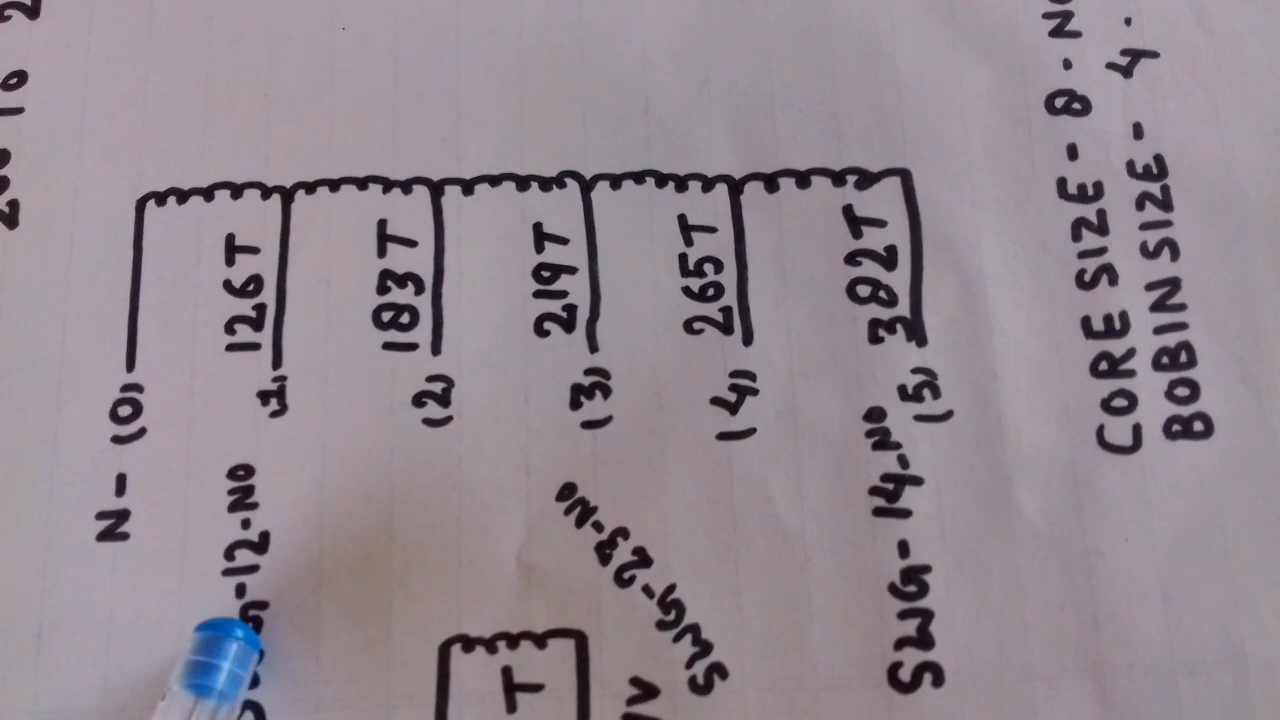 N-(0)
(1) 126T
(2) 183T
(3) 219T
(4) 265T
(5) 382T
-12-NO
SWG-23-NO
SWG-14-NO
T
CORE SIZE-8-NO
BOBIN SIZE-4.